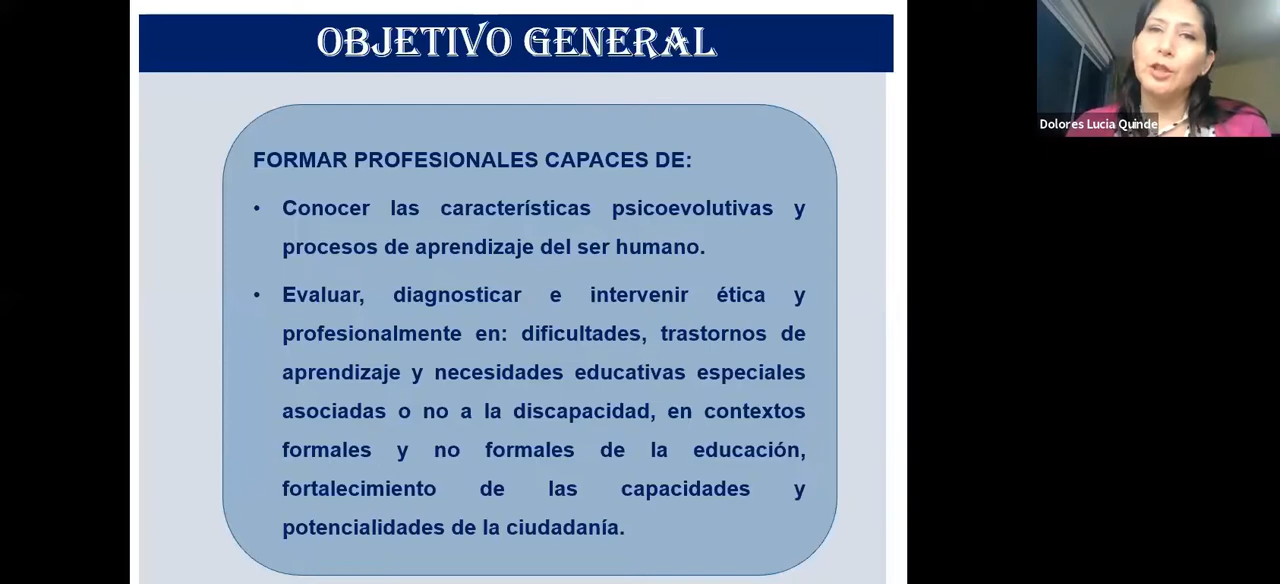 OBJETIVO GENERAL
FORMAR PROFESIONALES CAPACES DE:
• Conocer las características psicoevolutivas y
procesos de aprendizaje del ser humano.
• Evaluar, diagnosticar e intervenir ética y
profesionalmente en: dificultades, trastornos de
aprendizaje y necesidades educativas especiales
asociadas o no a la discapacidad, en contextos
formales y no formales de la educación,
fortalecimiento de las capacidades y
potencialidades de la ciudadanía.
Dolores Lucia Quinde